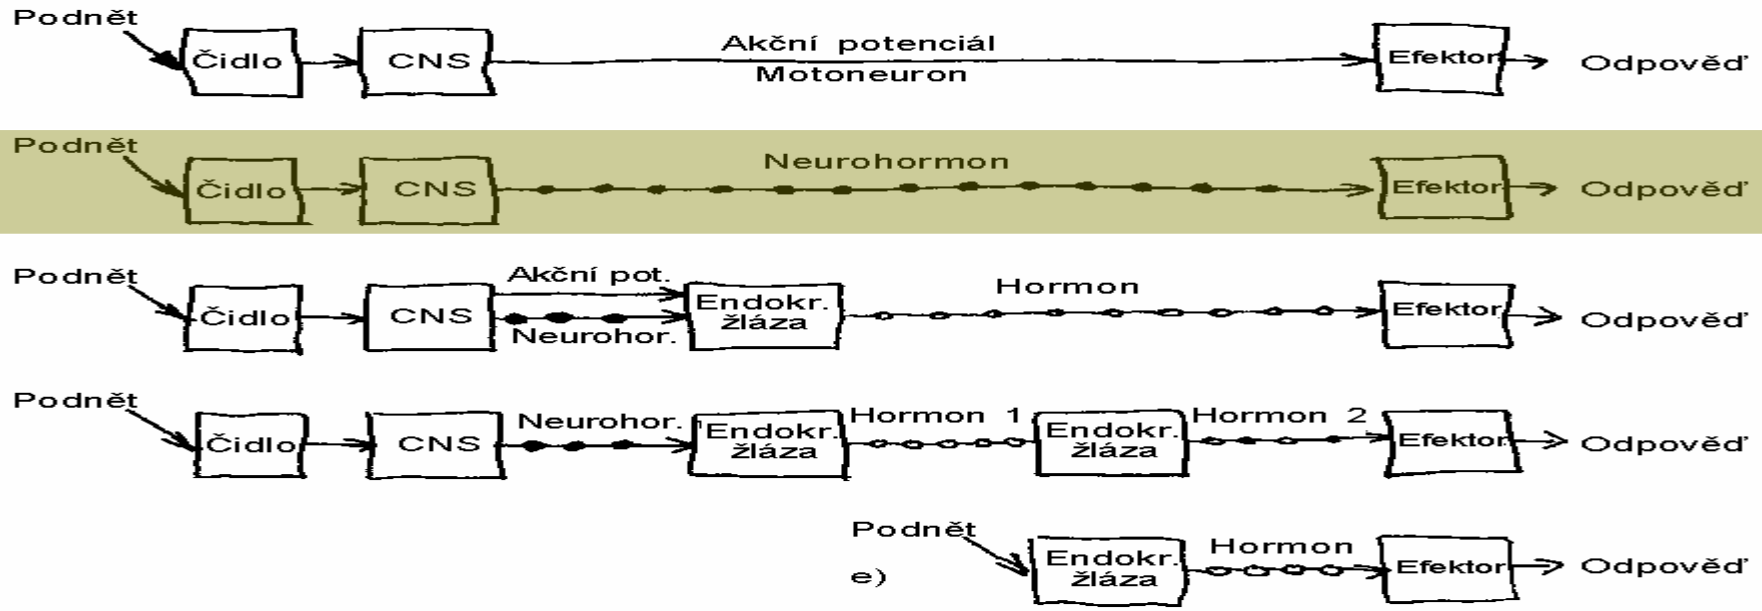 Podnět
Čidlo CNS Akční potenciál Motoneuron Efektor Odpověď
Podnět
Čidlo CNS Neurohormon Efektor Odpověď
Podnět
Čidlo CNS Akční pot. Neurohor. Endokr. žláza Hormon Efektor Odpověď
Podnět
Čidlo CNS Neurohor. Endokr. žláza Hormon 1 Endokr. žláza Hormon 2 Efektor Odpověď
Podnět
e) Endokr. žláza Hormon Efektor Odpověď